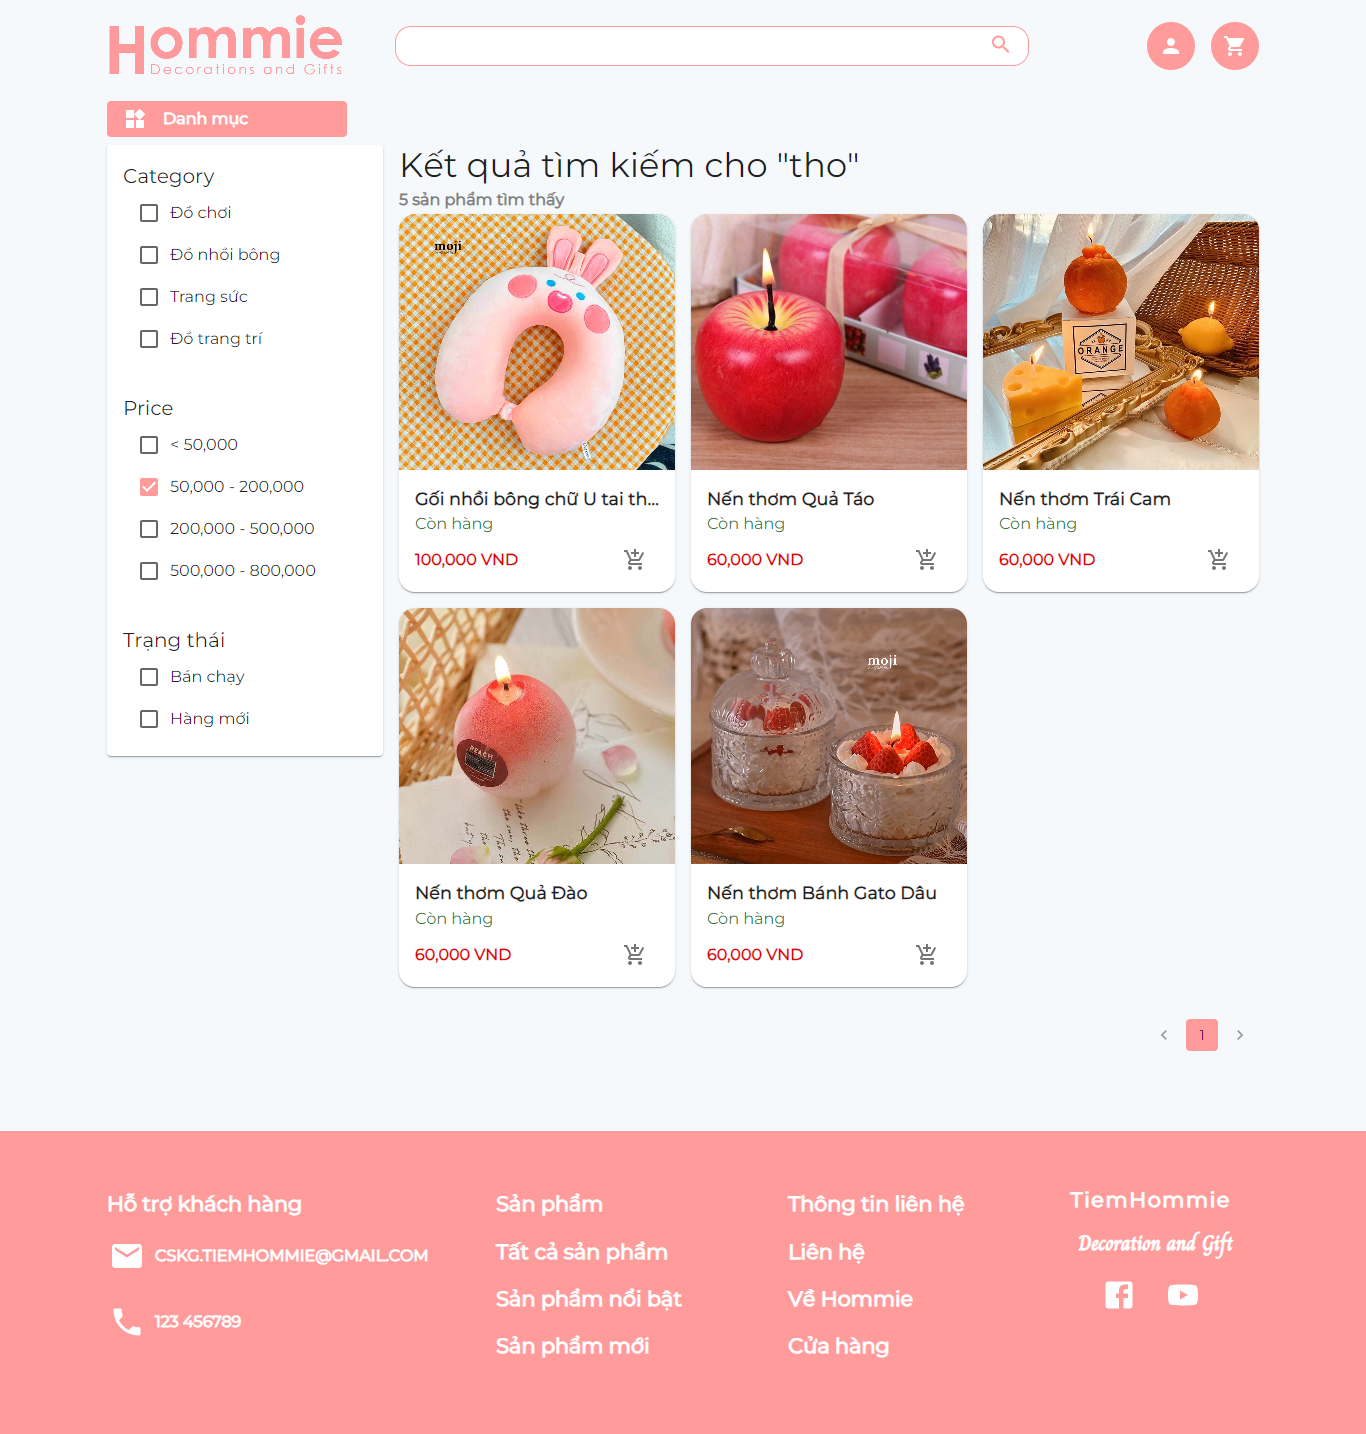 Hommie
Decorations and Gifts
Danh mục
Category
Đồ chơi
Đồ nhồi bông
Trang sức
Đồ trang trí
Price
< 50,000
50,000 - 200,000
200,000 - 500,000
500,000 - 800,000
Trạng thái
Bán chạy
Hàng mới
Kết quả tìm kiếm cho "tho"
5 sản phẩm tìm thấy
moji
Gối nhồi bông chữ U tai th...
Còn hàng
100,000 VND
Nến thơm Quả Táo
Còn hàng
60,000 VND
ORANGE
Nến thơm Trái Cam
Còn hàng
60,000 VND
PEACH
Nến thơm Quả Đào
Còn hàng
60,000 VND
moji
Nến thơm Bánh Gato Dâu
Còn hàng
60,000 VND
1
Hỗ trợ khách hàng
CSKG.TIEMHOMMIE@GMAIL.COM
123 456789
Sản phẩm
Tất cả sản phẩm
Sản phẩm nổi bật
Sản phẩm mới
Thông tin liên hệ
Liên hệ
Về Hommie
Cửa hàng
TiemHommie
Decoration and Gift